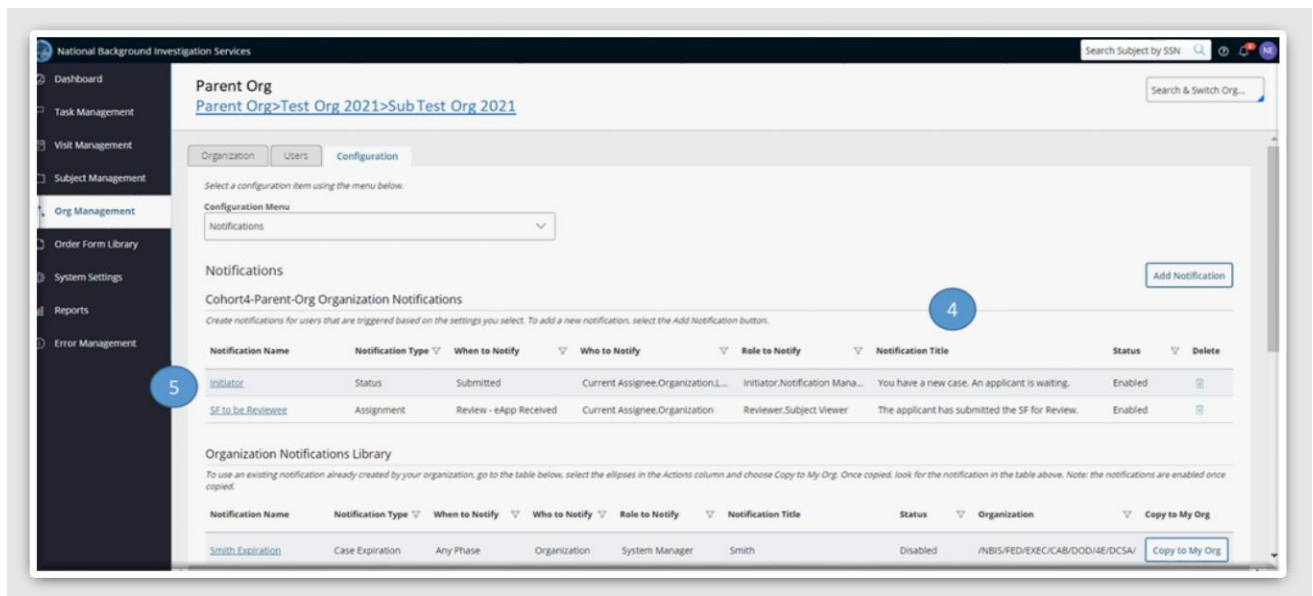 National Background Investigation Services
Search Subject by SSN
NE
Dashboard
Task Management
Visit Management
Subject Management
Org Management
Order Form Library
System Settings
Reports
Error Management
Parent Org
Parent Org>Test Org 2021>Sub Test Org 2021
Search & Switch Org...
Organization Users Configuration
Select a configuration item using the menu below.
Configuration Menu
Notifications
Notifications
Add Notification
Cohort4-Parent-Org Organization Notifications
4
Create notifications for users that are triggered based on the settings you select. To add a new notification, select the Add Notification button.
Notification Name Notification Type When to Notify Who to Notify Role to Notify Notification Title Status Delete
5
Initiator Status Submitted Current Assignee.Organization.L... Initiator.Notification Mana... You have a new case. An applicant is waiting. Enabled
SF to be Reviewee Assignment Review - eApp Received Current Assignee.Organization Reviewer.Subject Viewer The applicant has submitted the SF for Review. Enabled
Organization Notifications Library
To use an existing notification already created by your organization, go to the table below, select the ellipses in the Actions column and choose Copy to My Org. Once copied, look for the notification in the table above. Note: the notifications are enabled once
copied.
Notification Name Notification Type When to Notify Who to Notify Role to Notify Notification Title Status Organization Copy to My Org
Smith Expiration Case Expiration Any Phase Organization System Manager Smith Disabled /NBIS/FED/EXEC/CAB/DOD/4E/DCSA/ Copy to My Org